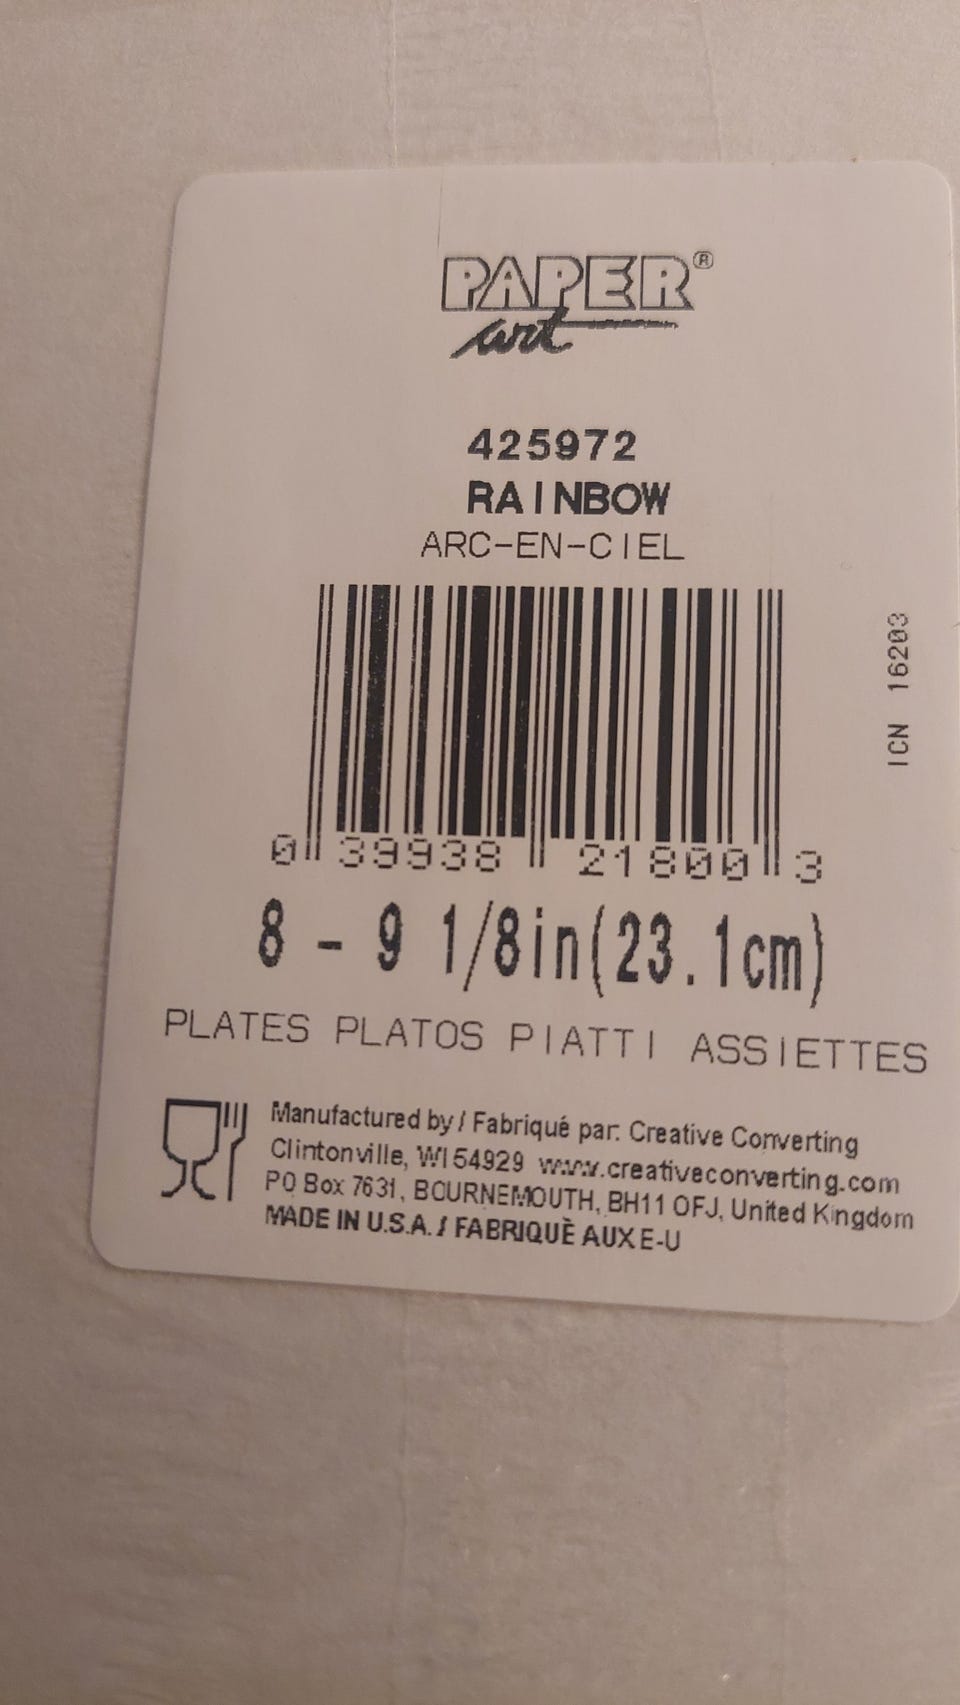 PAPER®
art
425972
RAINBOW
ARC-EN-CIEL
ICN 16203
0 39938 21800 3
8 - 9 1/8in(23.1cm)
PLATES PLATOS PIATTI ASSIETTES
Manufactured by / Fabriqué par: Creative Converting
Clintonville, WI 54929 www.creativeconverting.com
PO Box 7631, BOURNEMOUTH, BH11 0FJ, United Kingdom
MADE IN U.S.A. / FABRIQUÈ AUX E-U